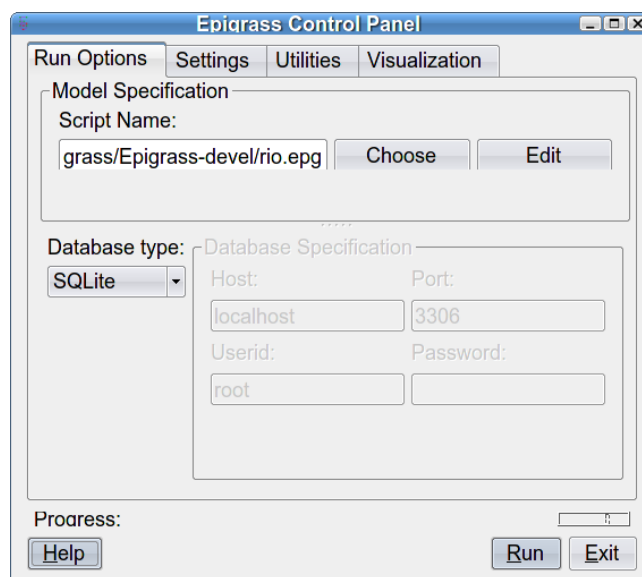 Epigrass Control Panel
Run Options Settings Utilities Visualization
Model Specification
Script Name:
grass/Epigrass-devel/rio.epg Choose Edit
Database type: Database Specification
SQLite Host: Port:
localhost 3306
Userid: Password:
root
Progress:
Help Run Exit